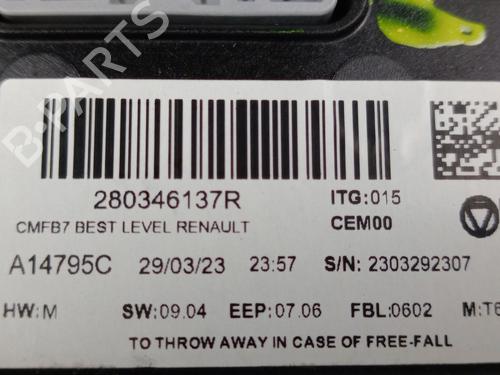 B-PARTS
280346137R
ITG:015
CMFB7 BEST LEVEL RENAULT
CEM00
A14795C 29/03/23 23:57 S/N: 2303292307
HW:M SW:09.04 EEP:07.06 FBL:0602 M:T6
TO THROW AWAY IN CASE OF FREE-FALL